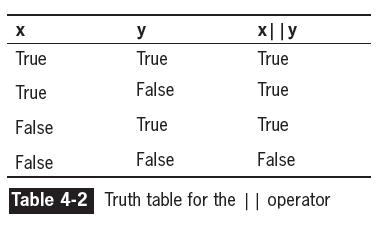 x y x||y
True True True
True False True
False True True
False False False
Table 4-2 Truth table for the || operator